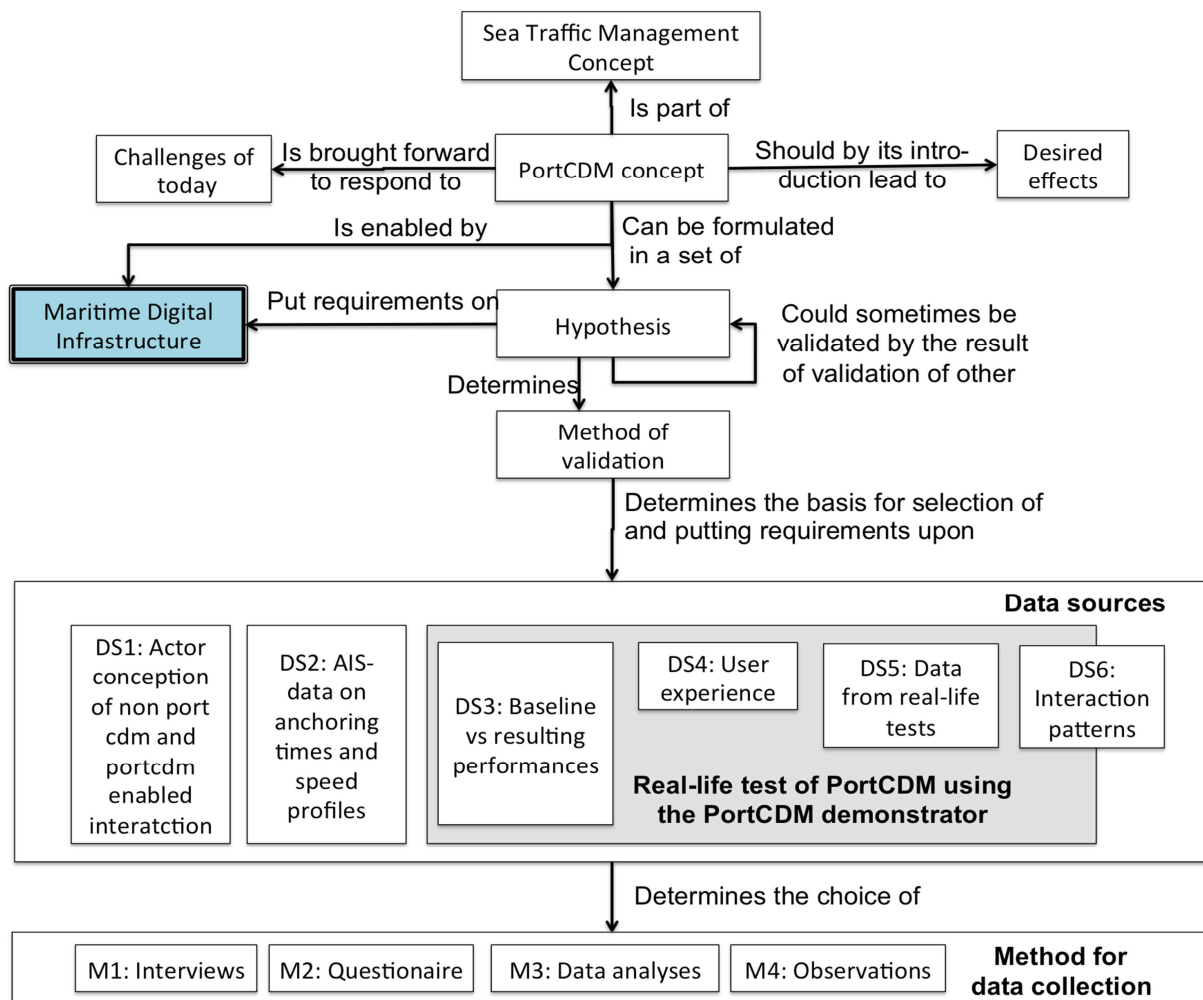 Sea Traffic Management
Concept
Is part of
Challenges of
today
Is brought forward
to respond to
PortCDM concept
Should by its intro-
duction lead to
Desired
effects
Is enabled by
Can be formulated
in a set of
Maritime Digital
Infrastructure
Put requirements on
Hypothesis
Could sometimes be
validated by the result
of validation of other
Determines
Method of
validation
Determines the basis for selection of
and putting requirements upon
Data sources
DS1: Actor
conception
of non port
cdm and
portcdm
enabled
interatction
DS2: AIS-
data on
anchoring
times and
speed
profiles
DS3: Baseline
vs resulting
performances
DS4: User
experience
DS5: Data
from real-life
tests
DS6:
Interaction
patterns
Real-life test of PortCDM using
the PortCDM demonstrator
Determines the choice of
M1: Interviews
M2: Questionaire
M3: Data analyses
M4: Observations
Method for
data collection